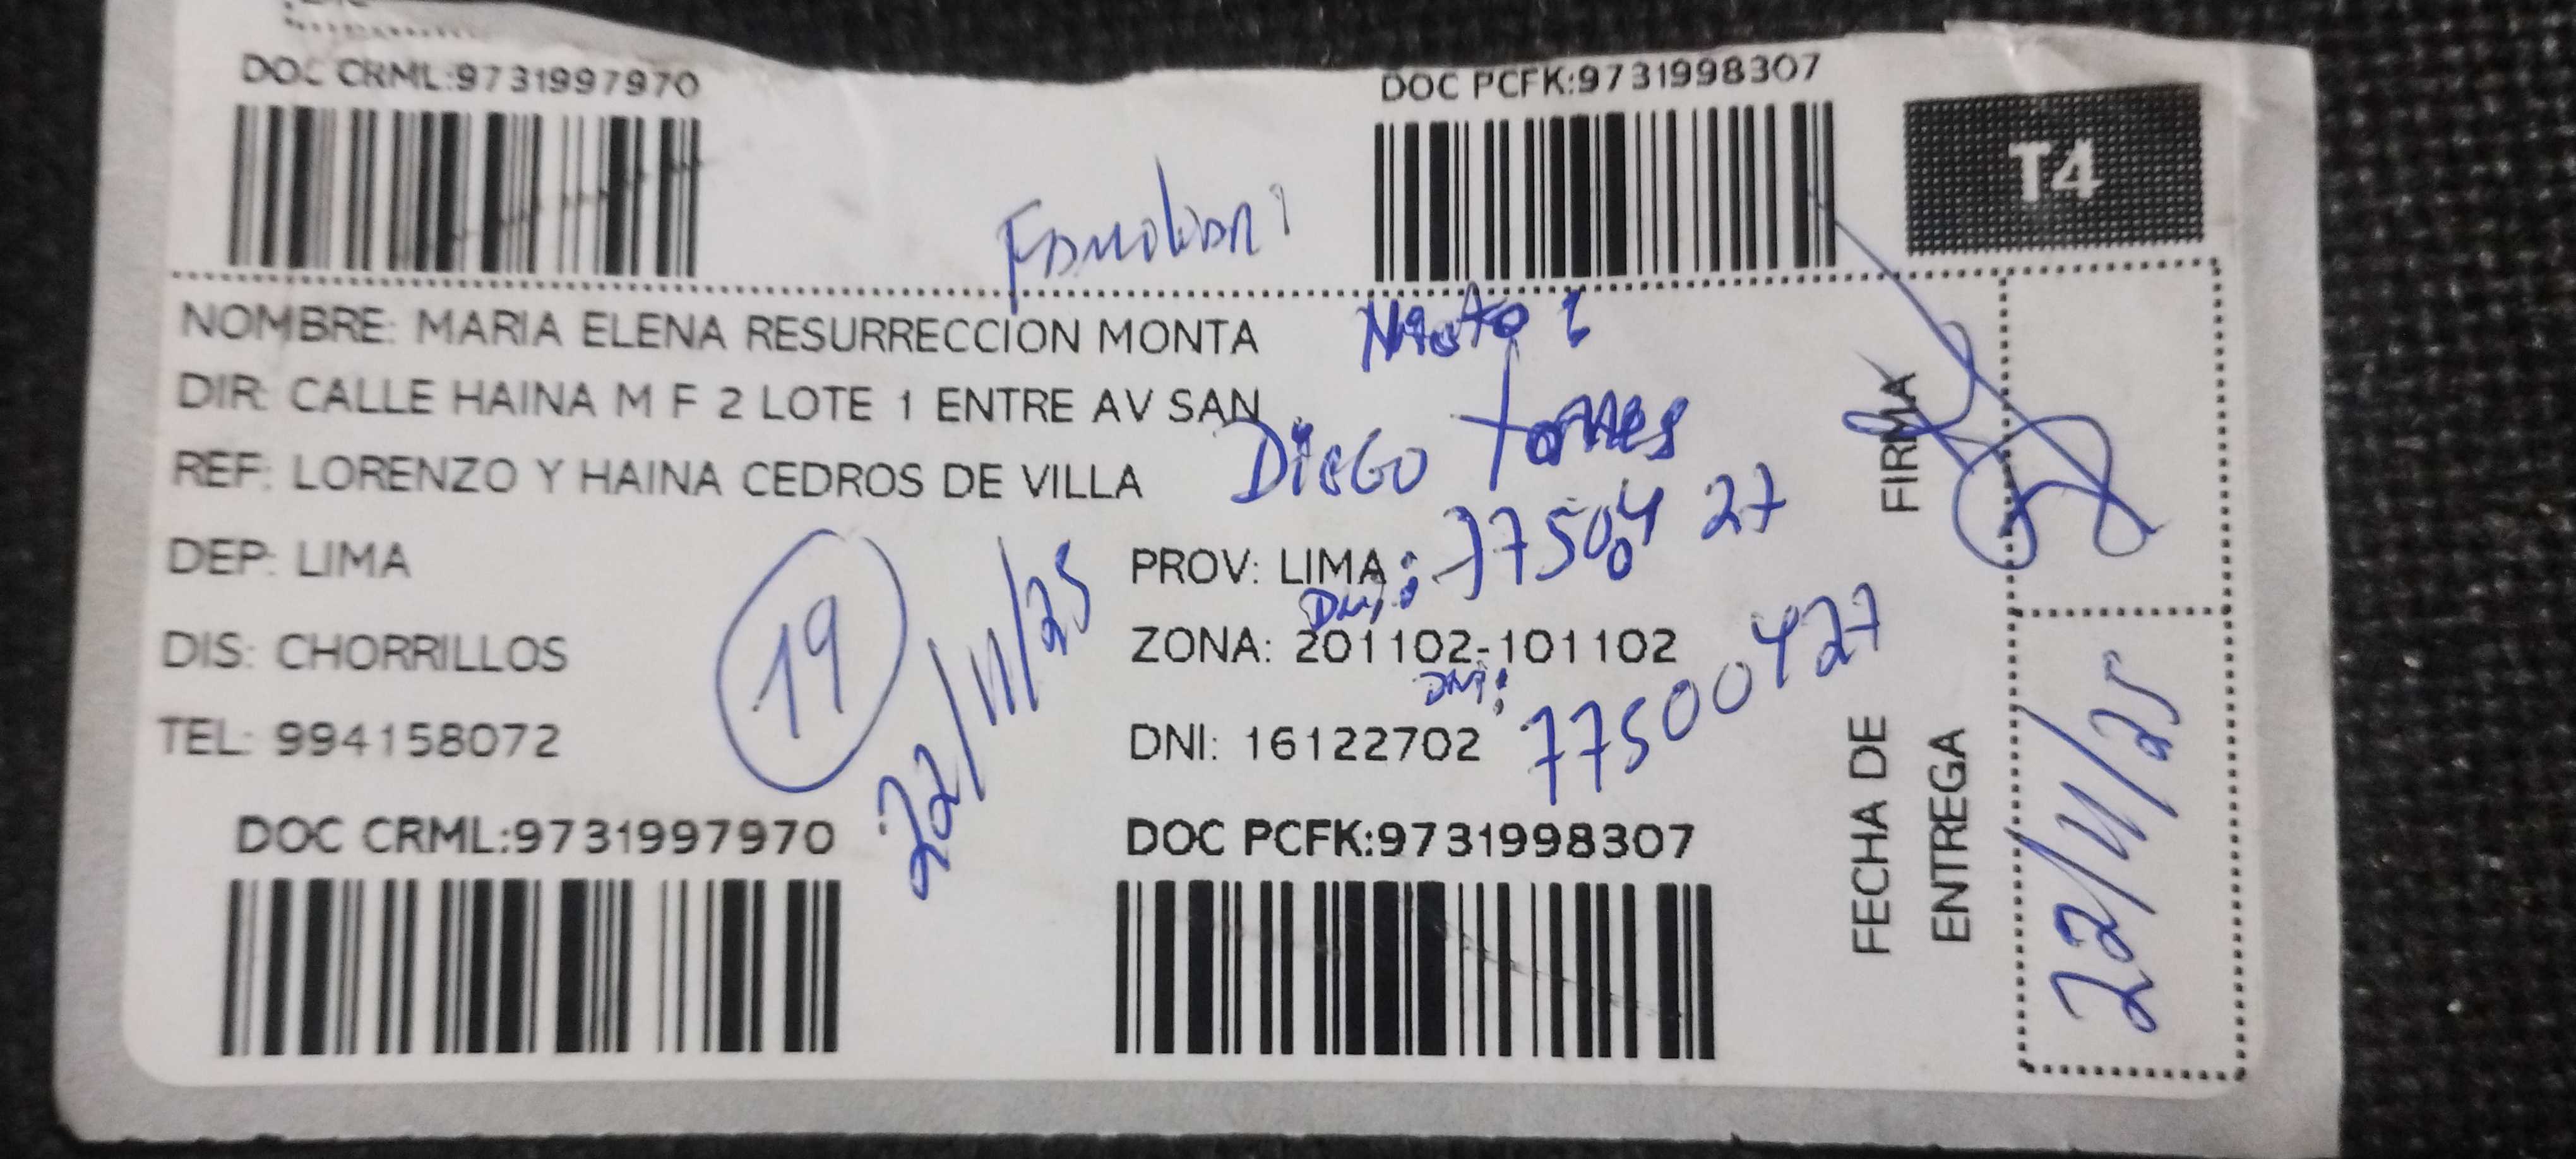 DOC CRML:9731997970
DOC PCFK:9731998307
T4
NOMBRE: MARIA ELENA RESURRECCION MONTA
DIR: CALLE HAINA M F 2 LOTE 1 ENTRE AV SAN
Diego torres
REF: LORENZO Y HAINA CEDROS DE VILLA
FIRMA
DEP: LIMA
PROV: LIMA
DNI: 77500427
19
22/11/25
DIS: CHORRILLOS
ZONA: 201102-101102
DNI: 77500427
TEL: 994158072
DNI: 16122702
FECHA DE
ENTREGA
22/11/25
DOC CRML:9731997970
DOC PCFK:9731998307